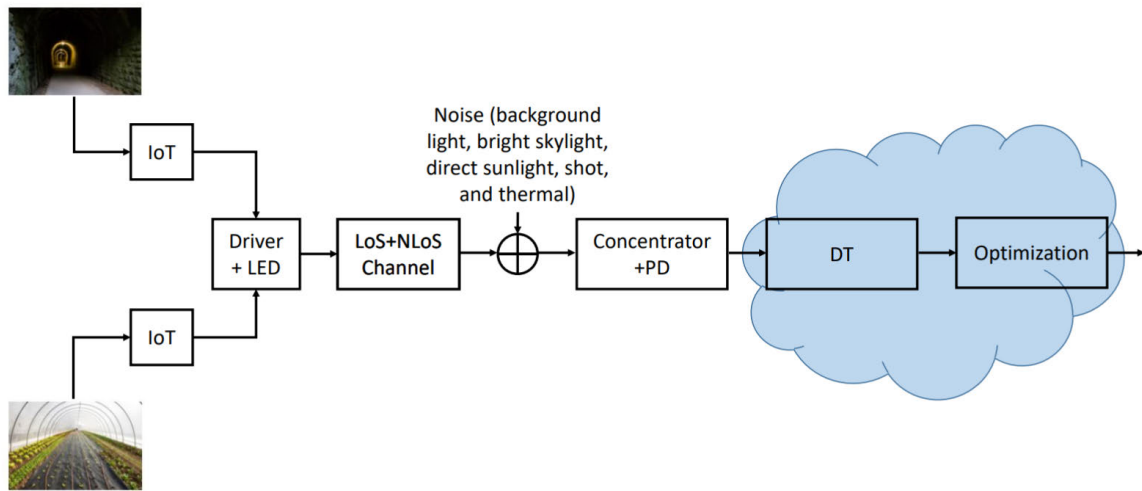 IoT
Noise (background
light, bright skylight,
direct sunlight, shot,
and thermal)
Driver
+ LED
LoS+NLoS
Channel
Concentrator
+PD
DT
Optimization
IoT